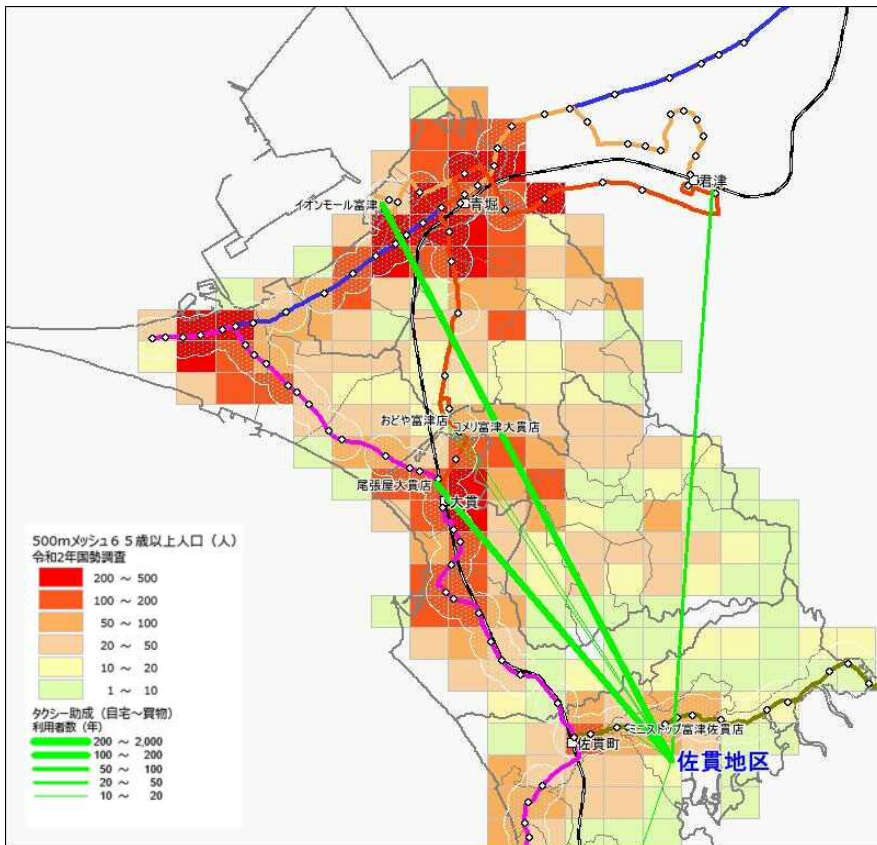 君津
青堀
イオンモール富津
おどや富津店
コメリ富津大貫店
尾張屋大貫店
大貫
ミニストップ富津佐貫店
佐貫町
佐貫地区
500mメッシュ65歳以上人口(人)
令和2年国勢調査
200 ~ 500
100 ~ 200
50 ~ 100
20 ~ 50
10 ~ 20
1 ~ 10
タクシー助成(自宅~買物)
利用者数(年)
200 ~ 2,000
100 ~ 200
50 ~ 100
20 ~ 50
10 ~ 20